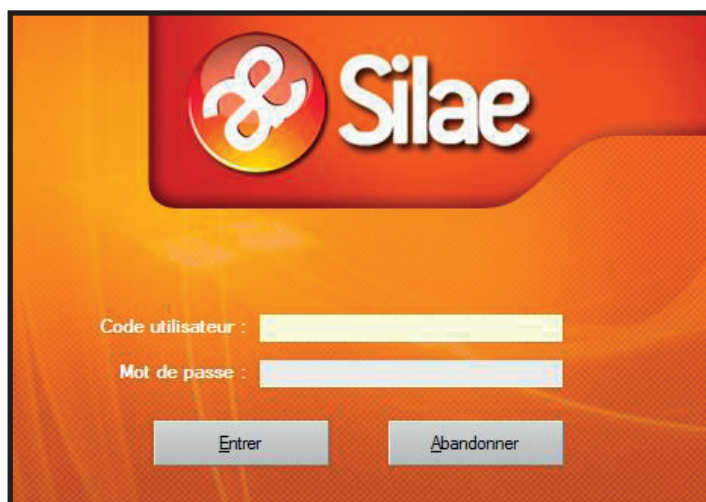 Silae
Code utilisateur :
Mot de passe :
Entrer
Abandonner